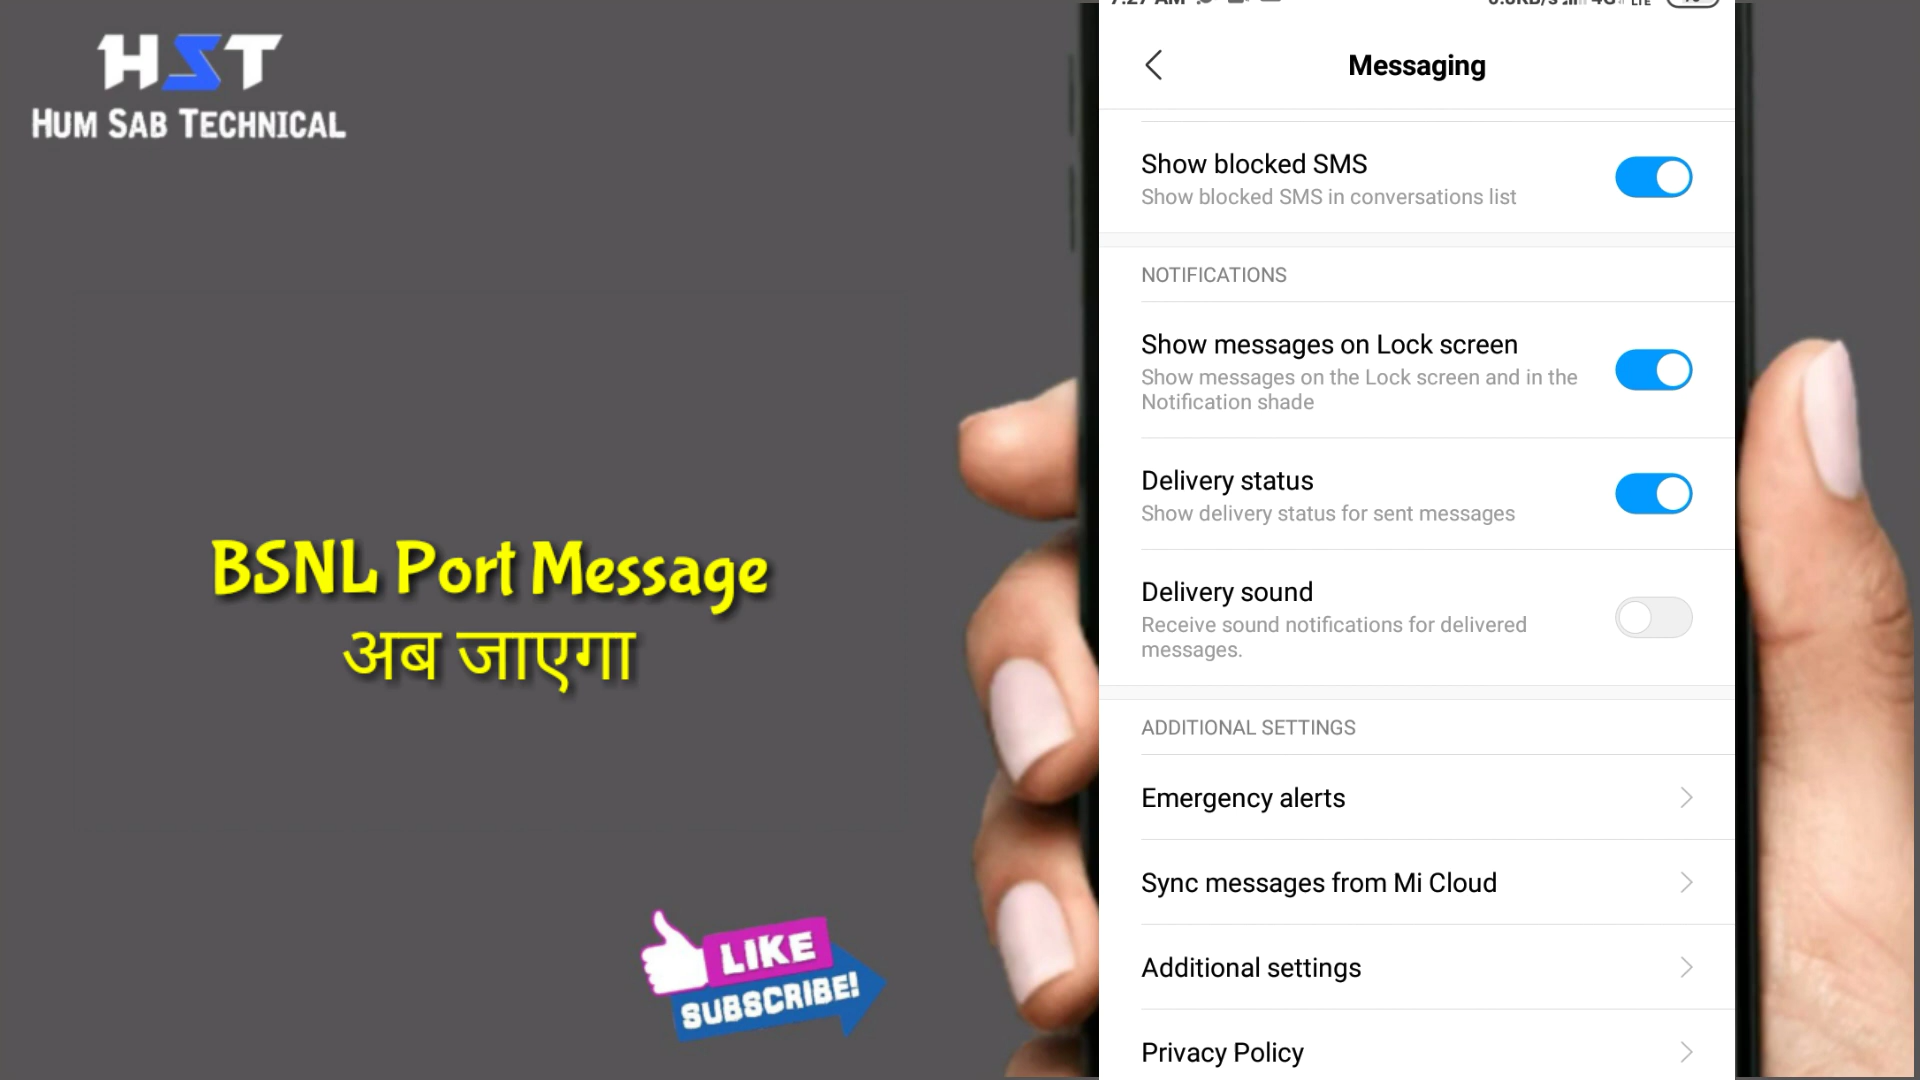 HST
HUM SAB TECHNICAL
BSNL Port Message
अब जाएगा
LIKE
SUBSCRIBE!
Messaging
Show blocked SMS
Show blocked SMS in conversations list
NOTIFICATIONS
Show messages on Lock screen
Show messages on the Lock screen and in the
Notification shade
Delivery status
Show delivery status for sent messages
Delivery sound
Receive sound notifications for delivered
messages.
ADDITIONAL SETTINGS
Emergency alerts
Sync messages from Mi Cloud
Additional settings
Privacy Policy